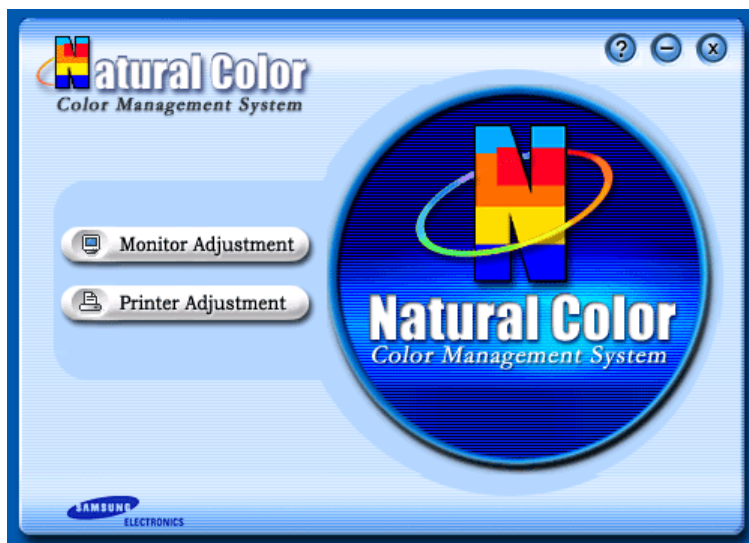 Natural Color
Color Management System
?
–
x
Monitor Adjustment
Printer Adjustment
N
Natural Color
Color Management System
SAMSUNG
ELECTRONICS